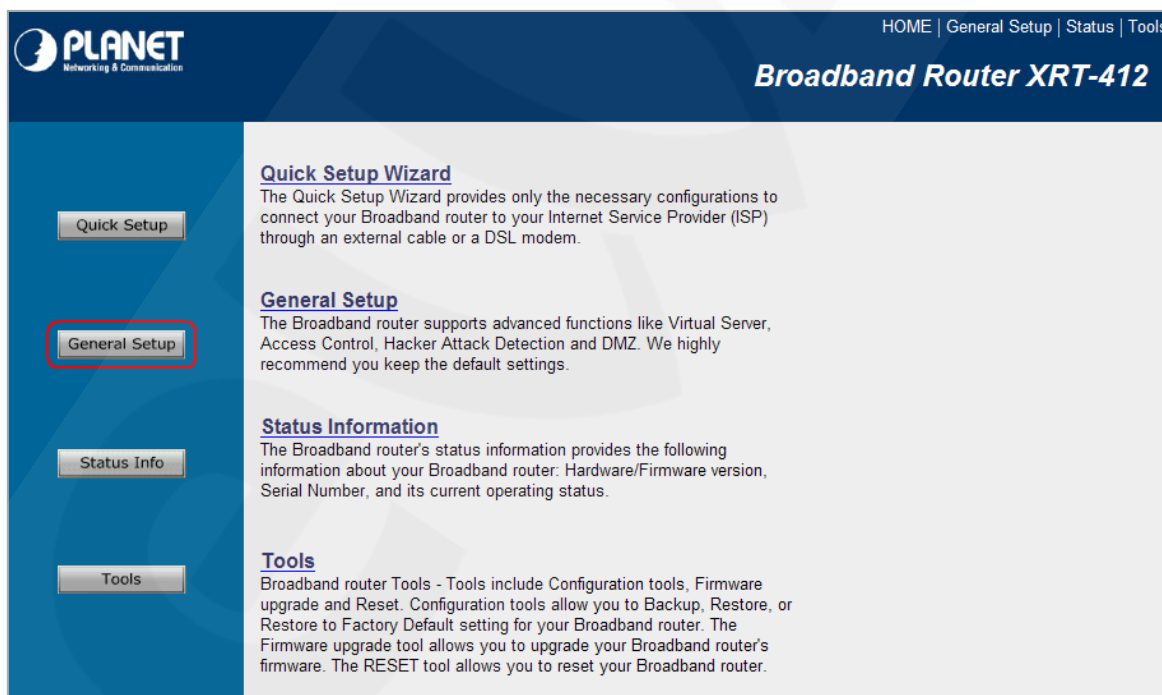 PLANET
Networking & Communication
HOME | General Setup | Status | Tools
Broadband Router XRT-412
Quick Setup
General Setup
Status Info
Tools
Quick Setup Wizard
The Quick Setup Wizard provides only the necessary configurations to
connect your Broadband router to your Internet Service Provider (ISP)
through an external cable or a DSL modem.
General Setup
The Broadband router supports advanced functions like Virtual Server,
Access Control, Hacker Attack Detection and DMZ. We highly
recommend you keep the default settings.
Status Information
The Broadband router's status information provides the following
information about your Broadband router: Hardware/Firmware version,
Serial Number, and its current operating status.
Tools
Broadband router Tools - Tools include Configuration tools, Firmware
upgrade and Reset. Configuration tools allow you to Backup, Restore, or
Restore to Factory Default setting for your Broadband router. The
Firmware upgrade tool allows you to upgrade your Broadband router's
firmware. The RESET tool allows you to reset your Broadband router.